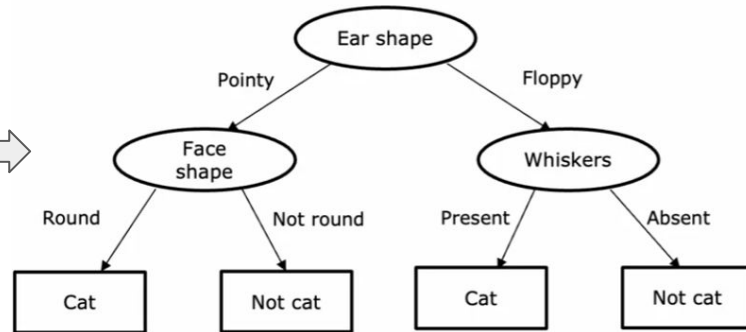 Ear shape
Pointy
Floppy
Face
shape
Whiskers
Round
Not round
Present
Absent
Cat
Not cat
Cat
Not cat